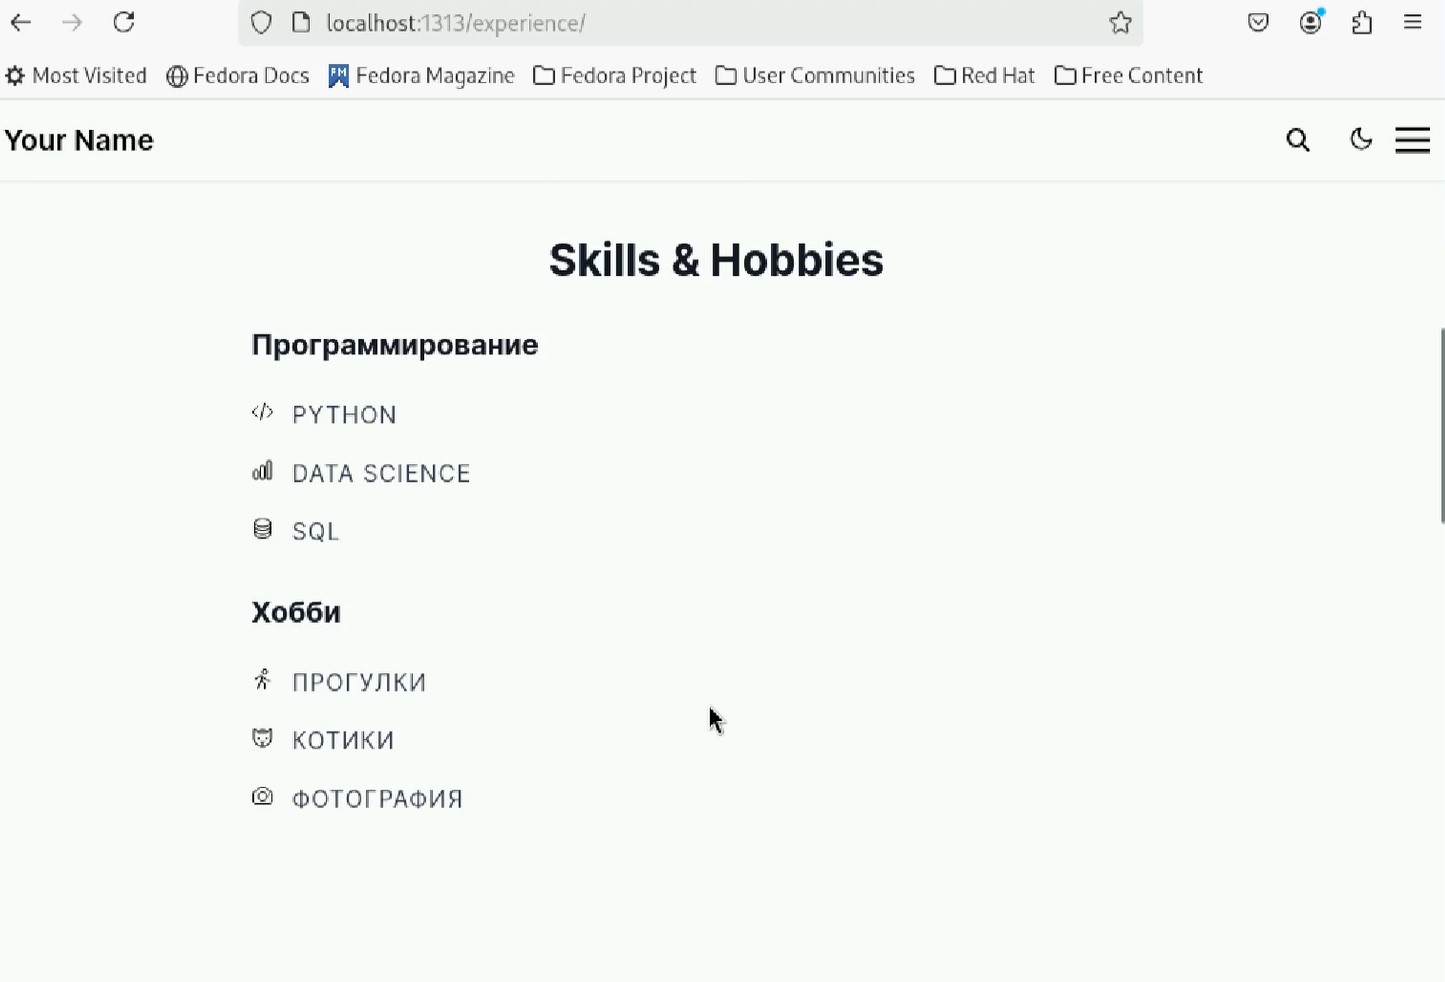 localhost:1313/experience/
Most Visited Fedora Docs FM Fedora Magazine Fedora Project User Communities Red Hat Free Content
Your Name
Skills & Hobbies
Программирование
PYTHON
DATA SCIENCE
SQL
Хобби
ПРОГУЛКИ
КОТИКИ
ФОТОГРАФИЯ